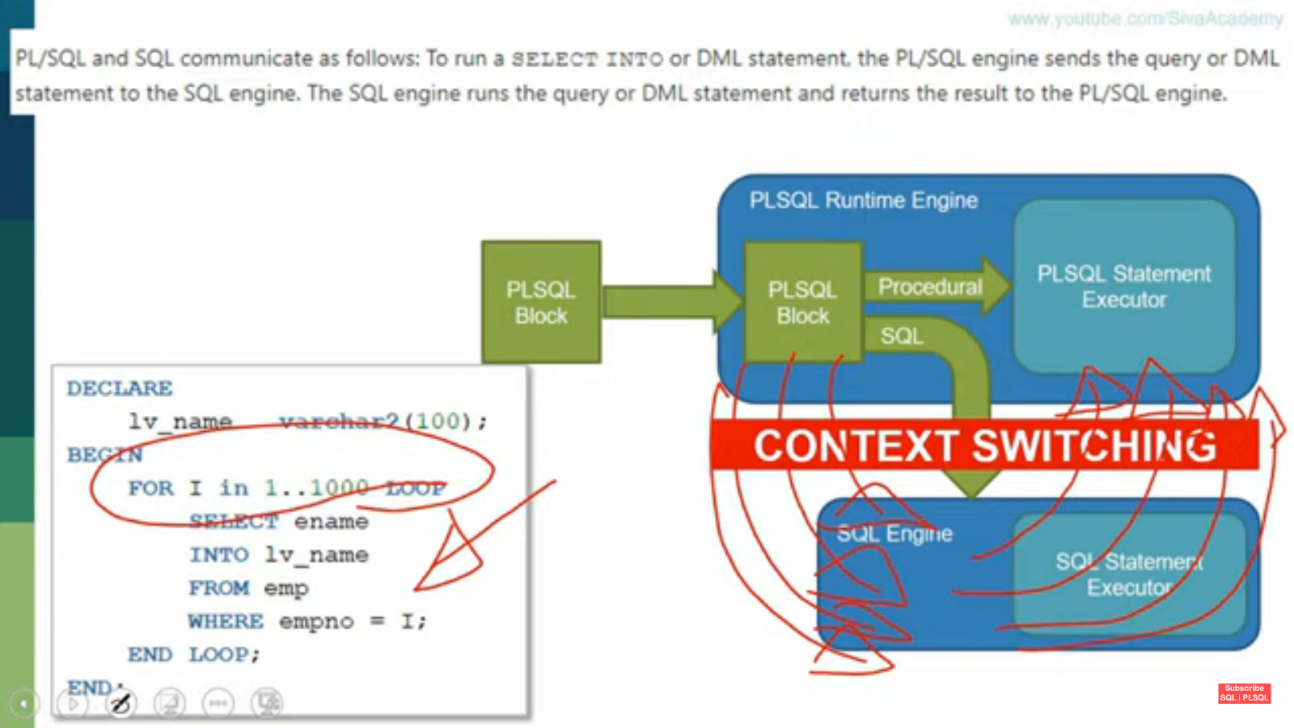 www.youtube.com/SivaAcademy
PL/SQL and SQL communicate as follows: To run a SELECT INTO or DML statement, the PL/SQL engine sends the query or DML
statement to the SQL engine. The SQL engine runs the query or DML statement and returns the result to the PL/SQL engine.
PLSQL Runtime Engine
PLSQL
Block
PLSQL
Block
Procedural
SQL
PLSQL Statement
Executor
CONTEXT SWITCHING
SQL Engine
SQL Statement
Executor
DECLARE
lv_name varchar2(100);
BEGIN
FOR I in 1..1000 LOOP
SELECT ename
INTO lv_name
FROM emp
WHERE empno = I;
END LOOP;
END;
Subscribe
SQL | PLSQL